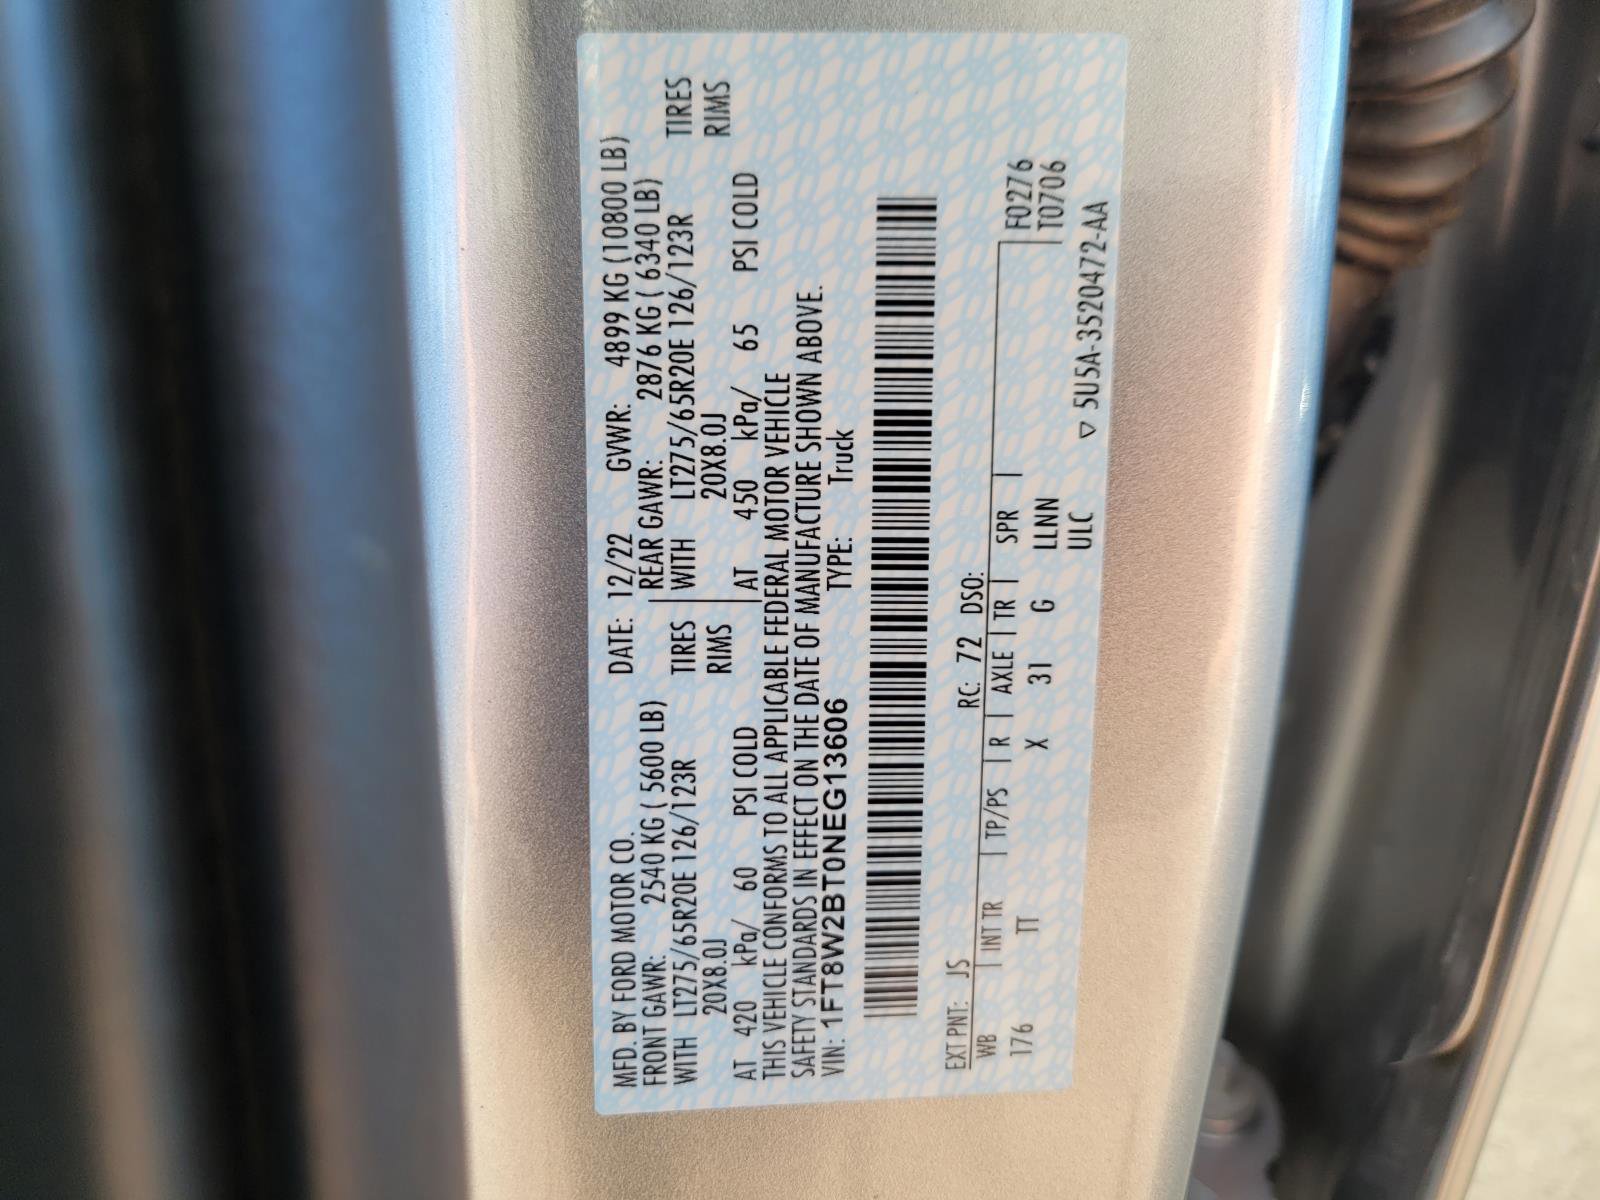 MFD. BY FORD MOTOR CO. DATE: 12/22 GVWR: 4899 KG (10800 LB)
FRONT GAWR: 2540 KG ( 5600 LB) REAR GAWR: 2876 KG ( 6340 LB)
WITH LT275/65R20E 126/123R TIRES WITH LT275/65R20E 126/123R TIRES
20X8.0J RIMS 20X8.0J RIMS
AT 420 kPa/ 60 PSI COLD AT 450 kPa/ 65 PSI COLD
THIS VEHICLE CONFORMS TO ALL APPLICABLE FEDERAL MOTOR VEHICLE
SAFETY STANDARDS IN EFFECT ON THE DATE OF MANUFACTURE SHOWN ABOVE.
VIN: 1FT8W2BT0NEG13606 TYPE: Truck
EXT PNT: JS RC: 72 DSO:
WB | INT TR | TP/PS | R | AXLE | TR | SPR | F0276
176 TT X 31 G LLNN T0706
ULC ▽ 5U5A-3520472-AA